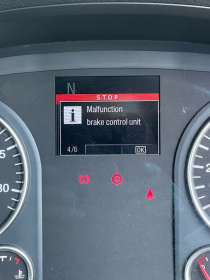 N
STOP
Malfunction
brake control unit
4/6 OK